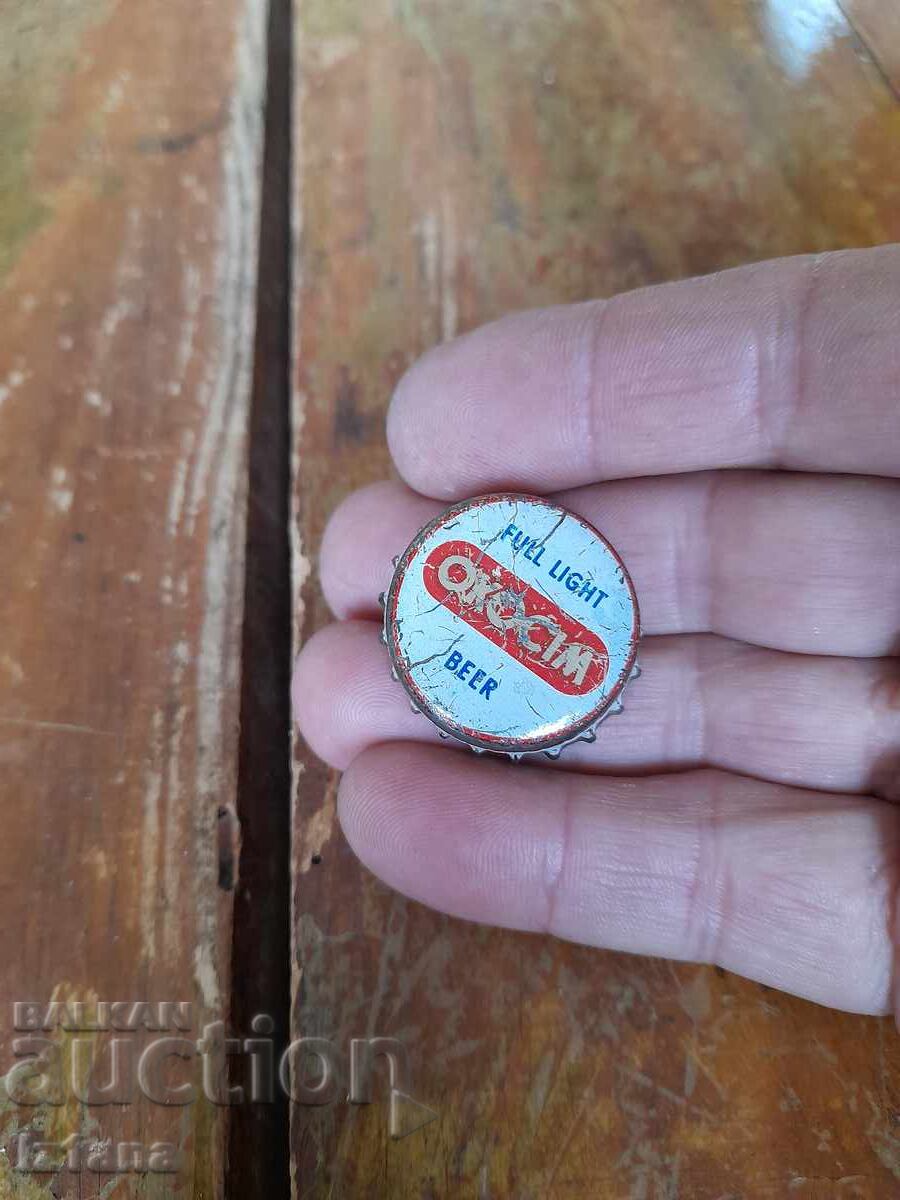 FULL LIGHT
OKOCIM
BEER
BALKAN
auction
Izfana